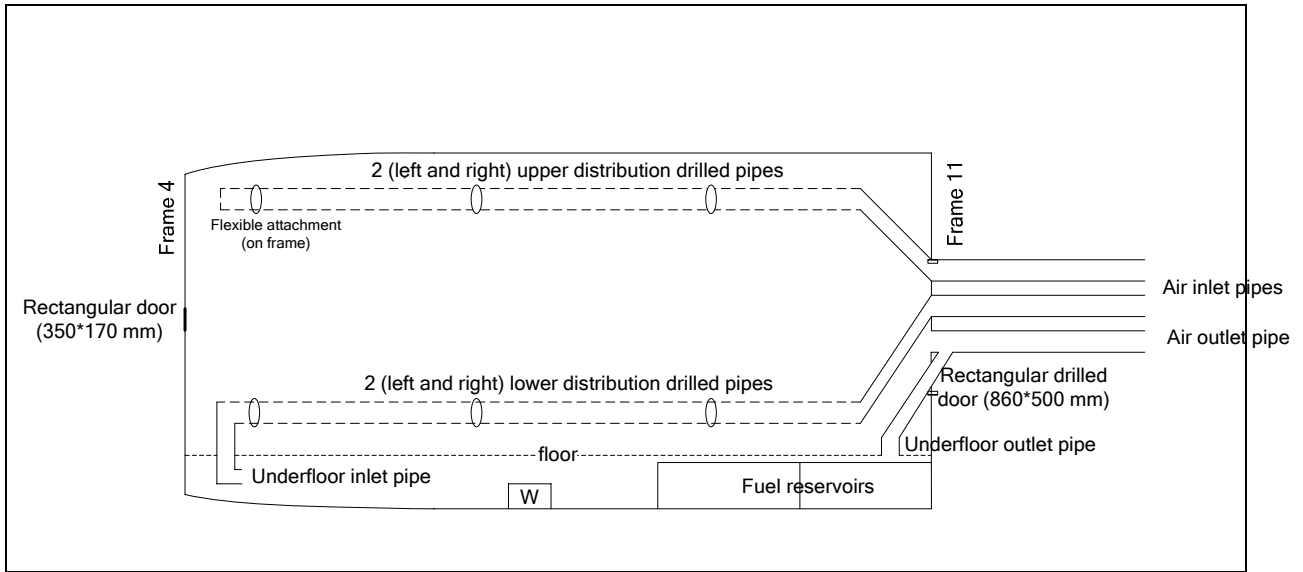 2 (left and right) upper distribution drilled pipes
Frame 4
Frame 11
Flexible attachment
(on frame)
Air inlet pipes
Rectangular door
(350*170 mm)
Air outlet pipe
2 (left and right) lower distribution drilled pipes
Rectangular drilled
door (860*500 mm)
Underfloor outlet pipe
floor
Underfloor inlet pipe
Fuel reservoirs
W